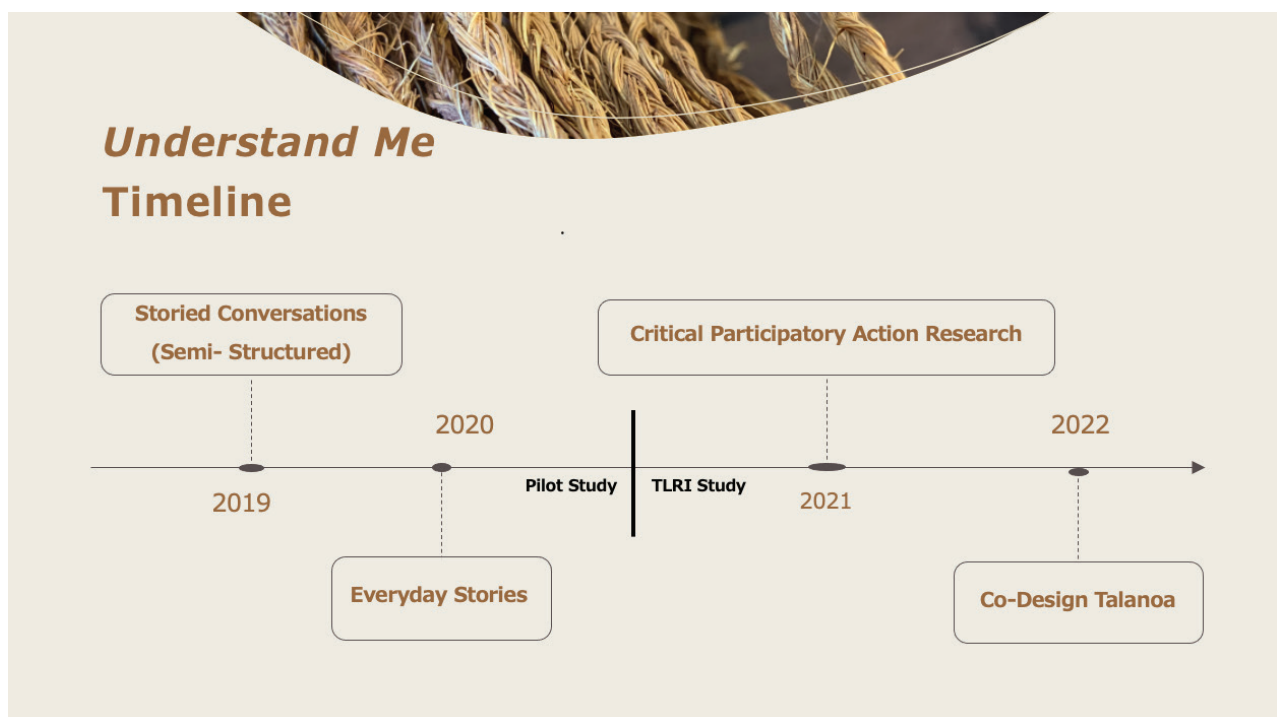 Understand Me
Timeline
Storied Conversations
(Semi- Structured)
Critical Participatory Action Research
2020
2022
Pilot Study
TLRI Study
2019
2021
Everyday Stories
Co-Design Talanoa